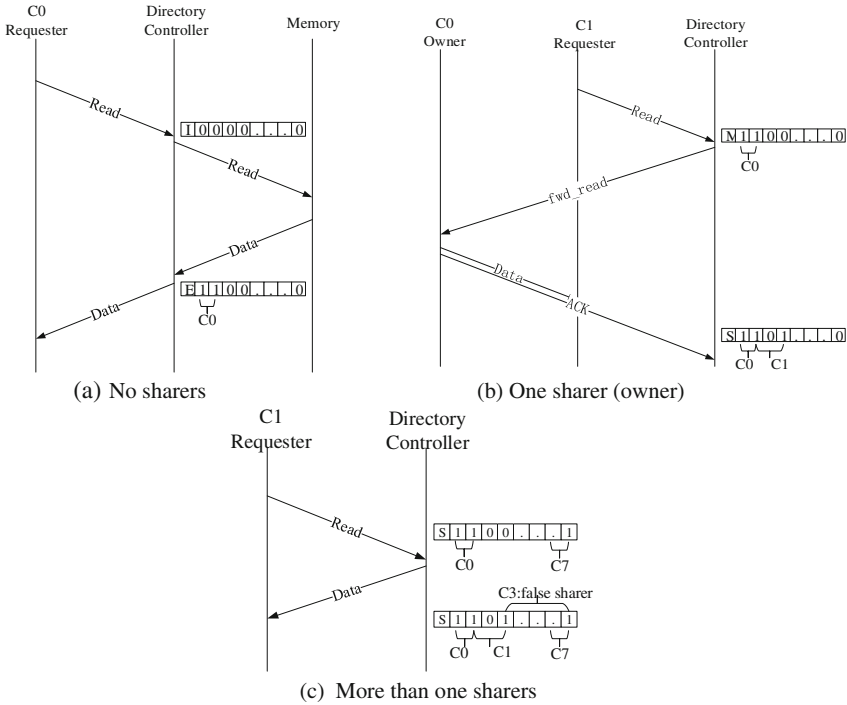 C0
Requester
Directory
Controller
Memory
Read
I 0 0 0 0 . . . 0
Read
Data
E 1 1 0 0 . . . 0
C0
Data
(a) No sharers
C0
Owner
C1
Requester
Directory
Controller
Read
M 1 1 0 0 . . . 0
C0
fwd_read
Data
ACK
S 1 1 0 1 . . . 0
C0 C1
(b) One sharer (owner)
C1
Requester
Directory
Controller
Read
S 1 1 0 0 . . . 1
C0 C7
Data
C3:false sharer
S 1 1 0 1 . . . 1
C0 C1 C7
(c) More than one sharers